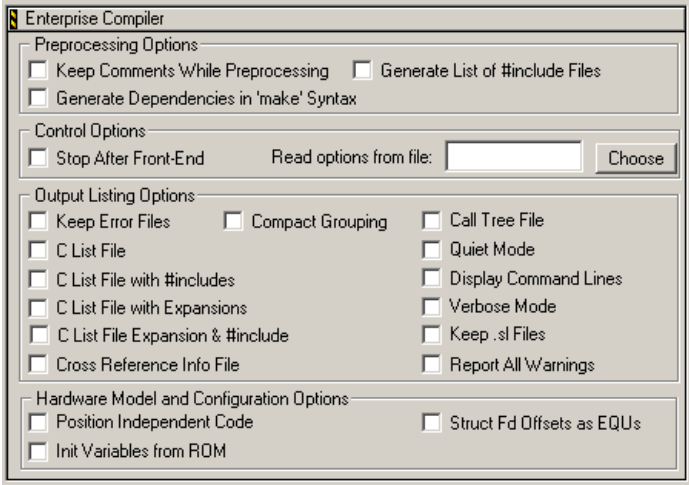 Enterprise Compiler
Preprocessing Options
Keep Comments While Preprocessing Generate List of #include Files
Generate Dependencies in 'make' Syntax
Control Options
Stop After Front-End Read options from file: Choose
Output Listing Options
Keep Error Files Compact Grouping Call Tree File
C List File Quiet Mode
C List File with #includes Display Command Lines
C List File with Expansions Verbose Mode
C List File Expansion & #include Keep .sl Files
Cross Reference Info File Report All Warnings
Hardware Model and Configuration Options
Position Independent Code Struct Fd Offsets as EQUs
Init Variables from ROM